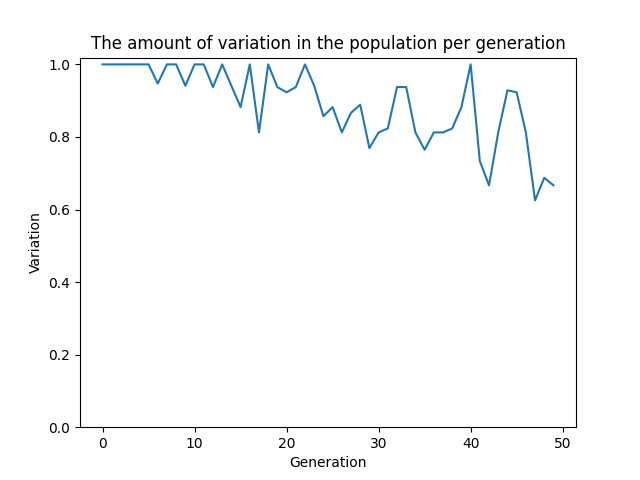 The amount of variation in the population per generation
1.0
0.8
0.6
0.4
0.2
0.0
Variation
0 10 20 30 40 50
Generation